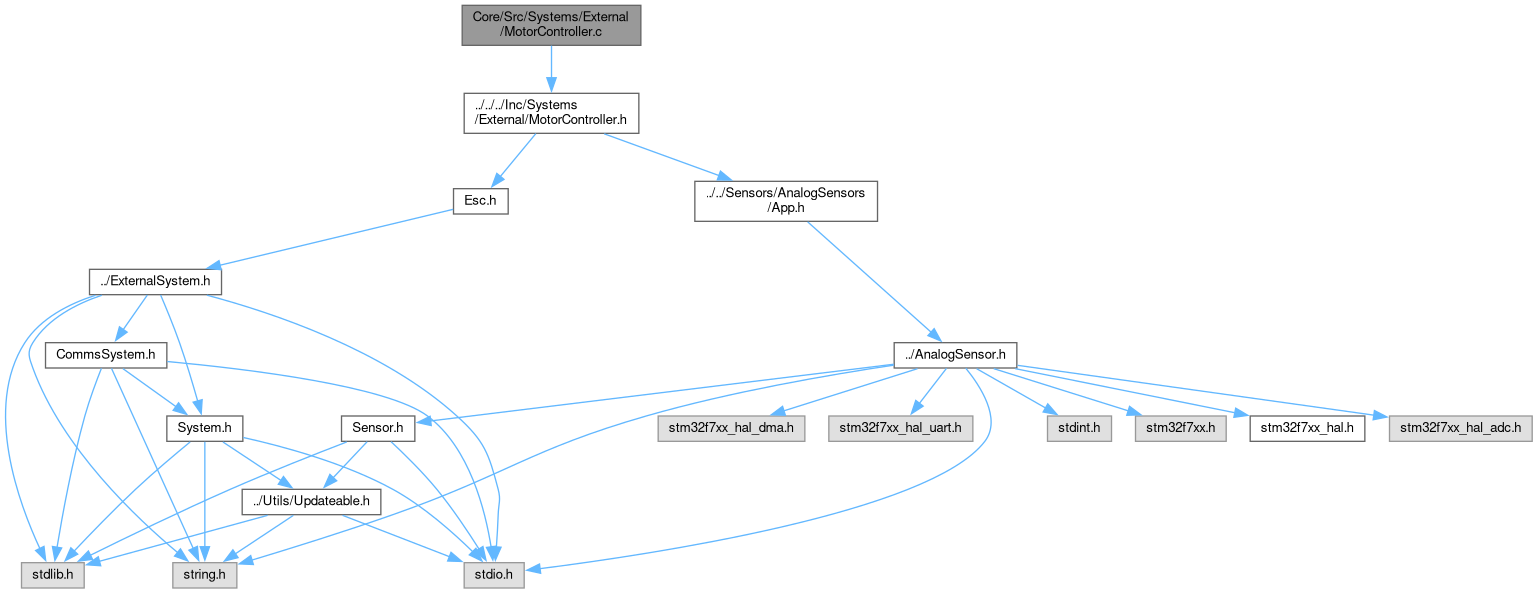 Core/Src/Systems/External
/MotorController.c
../../../Inc/Systems
/External/MotorController.h
Esc.h
../../Sensors/AnalogSensors
/App.h
../ExternalSystem.h
CommsSystem.h
../AnalogSensor.h
System.h
Sensor.h
stm32f7xx_hal_dma.h
stm32f7xx_hal_uart.h
stdint.h
stm32f7xx.h
stm32f7xx_hal.h
stm32f7xx_hal_adc.h
../Utils/Updateable.h
stdlib.h
string.h
stdio.h